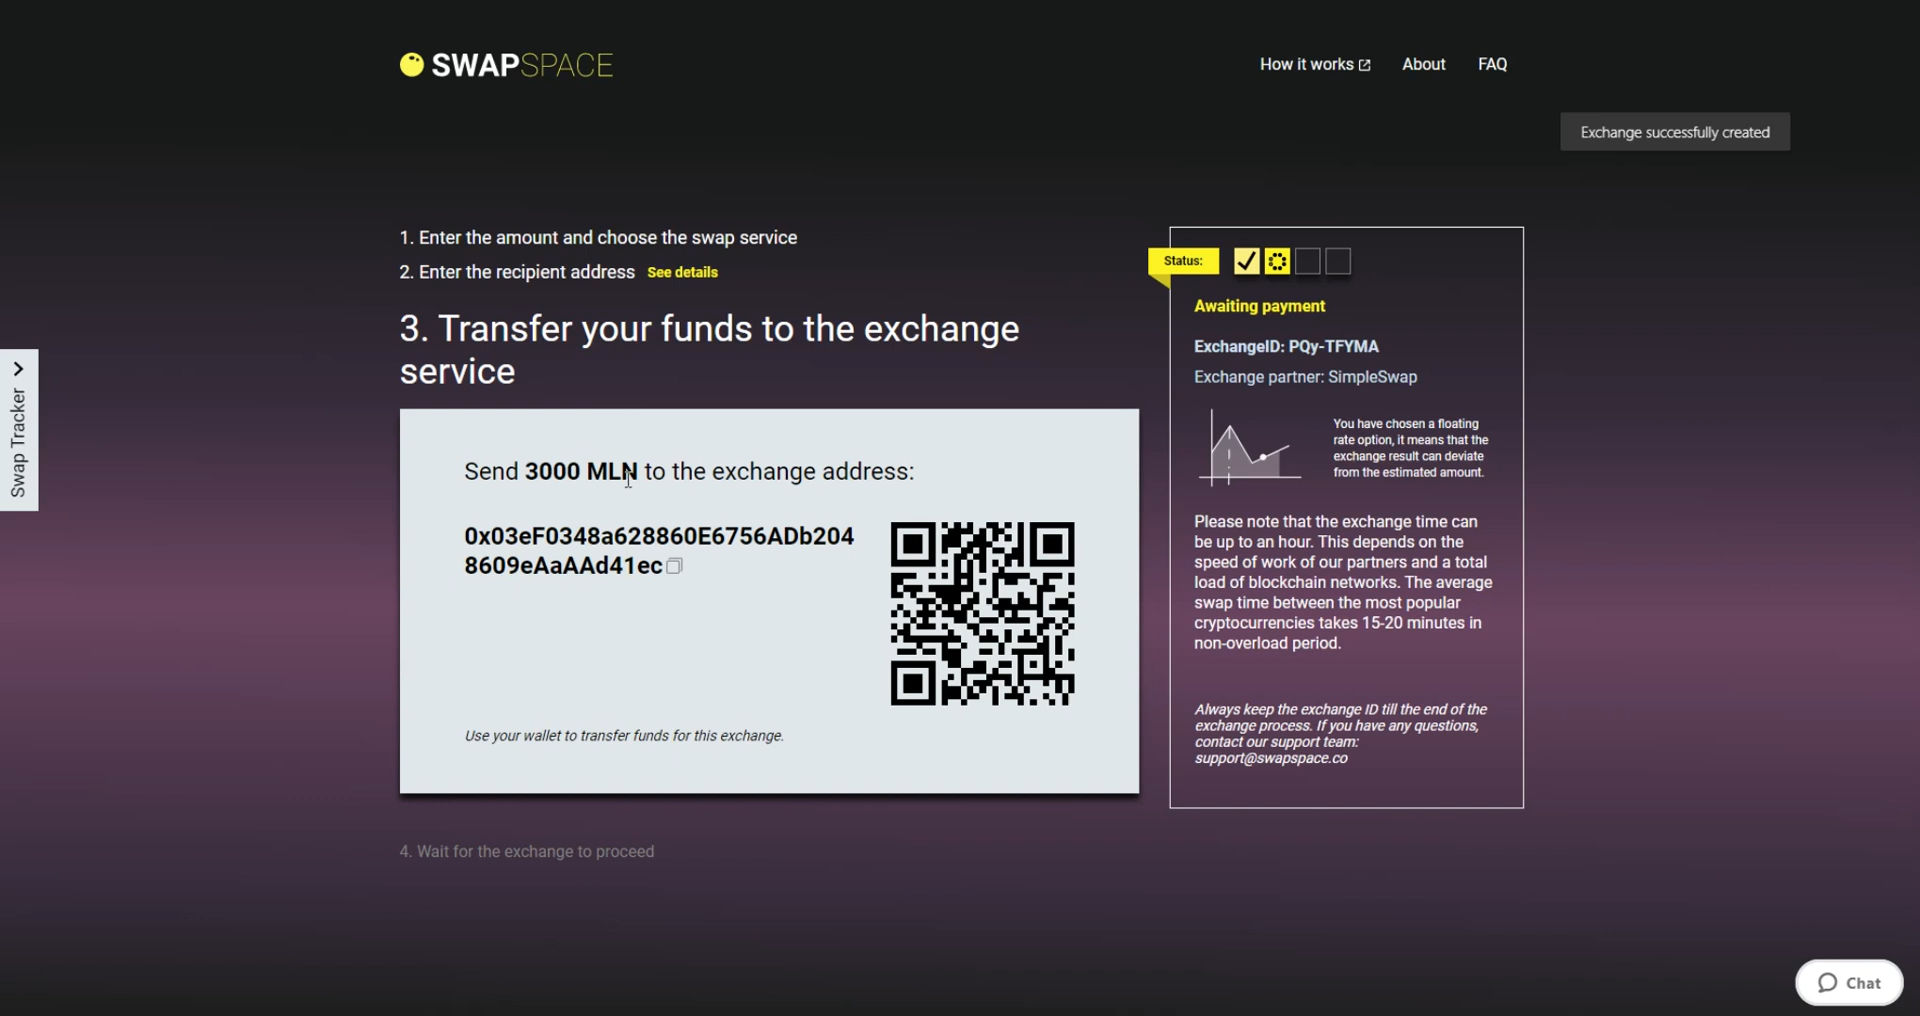 SWAPSPACE
How it works
About
FAQ
Exchange successfully created
1. Enter the amount and choose the swap service
2. Enter the recipient address See details
3. Transfer your funds to the exchange
service
Send 3000 MLN to the exchange address:
0x03eF0348a628860E6756ADb204
8609eAaAAd41ec
Use your wallet to transfer funds for this exchange.
4. Wait for the exchange to proceed
Status:
Awaiting payment
ExchangeID: PQy-TFYMA
Exchange partner: SimpleSwap
You have chosen a floating
rate option, it means that the
exchange result can deviate
from the estimated amount.
Please note that the exchange time can
be up to an hour. This depends on the
speed of work of our partners and a total
load of blockchain networks. The average
swap time between the most popular
cryptocurrencies takes 15-20 minutes in
non-overload period.
Always keep the exchange ID till the end of the
exchange process. If you have any questions,
contact our support team:
support@swapspace.co
Swap Tracker
Chat